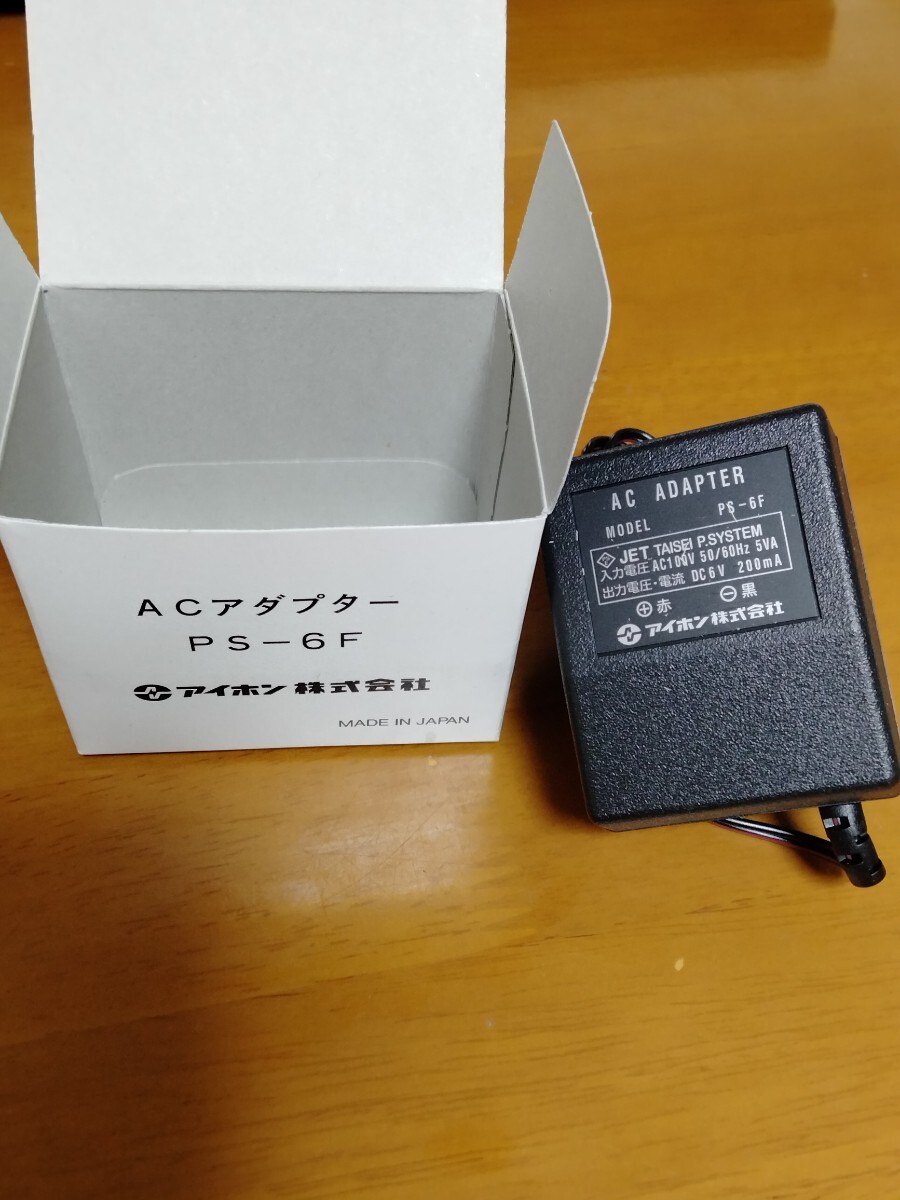 ACアダプター
PS-6F
アイホン株式会社
MADE IN JAPAN
AC ADAPTER
MODEL PS-6F
JET TAISEI P.SYSTEM
入力電圧 AC100V 50/60Hz 5VA
出力電圧・電流 DC6V 200mA
⊕赤 ⊖黒
アイホン株式会社